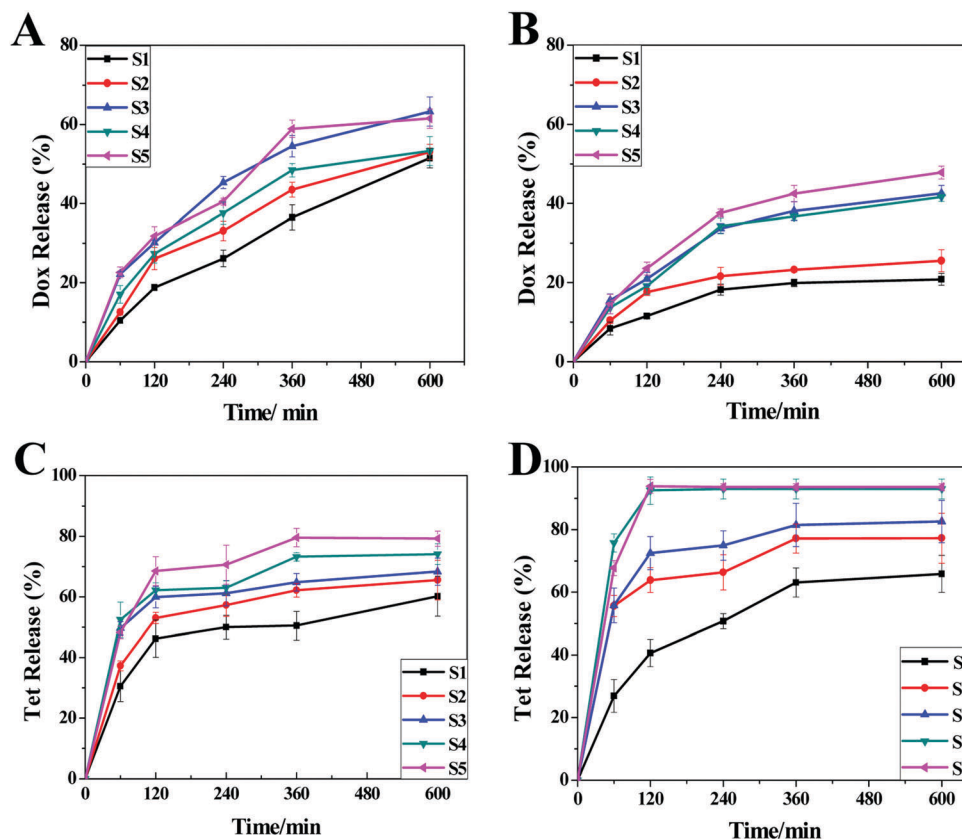 A
80
60
40
20
0
Dox Release (%)
S1
S2
S3
S4
S5
0 120 240 360 480 600
Time/ min
B
80
60
40
20
0
Dox Release (%)
S1
S2
S3
S4
S5
0 120 240 360 480 600
Time/min
C
100
80
60
40
20
0
Tet Release (%)
S1
S2
S3
S4
S5
0 120 240 360 480 600
Time/min
D
100
80
60
40
20
0
Tet Release (%)
S
S
S
S
S
0 120 240 360 480 600
Time/min